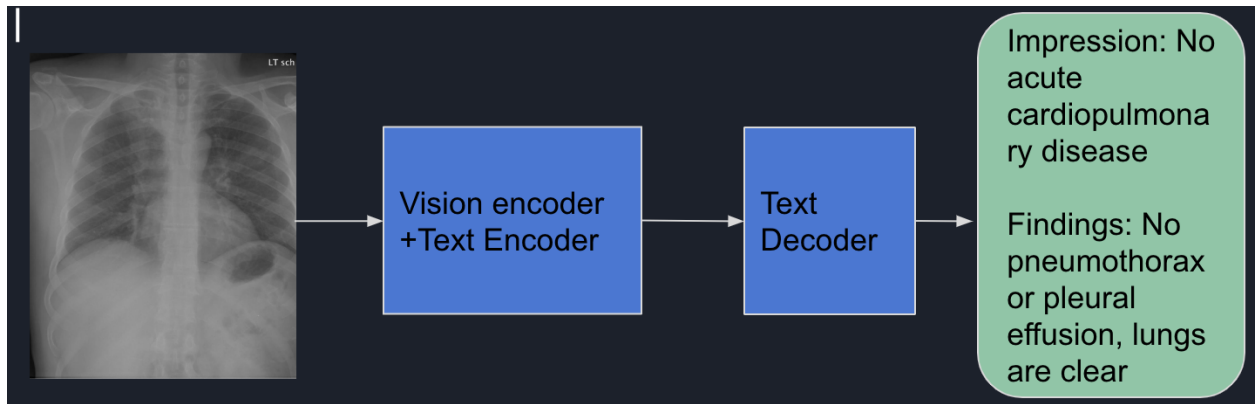 LT sch
Vision encoder
+Text Encoder
Text
Decoder
Impression: No
acute
cardiopulmona
ry disease
Findings: No
pneumothorax
or pleural
effusion, lungs
are clear